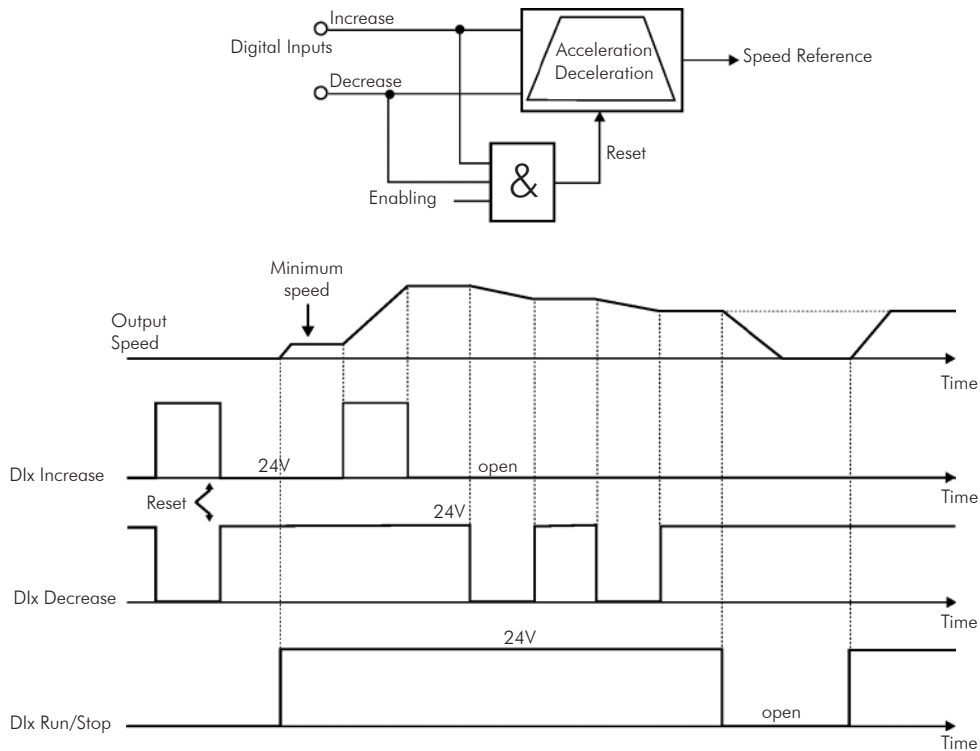 Increase
Digital Inputs
Decrease
Acceleration
Deceleration
Speed Reference
Reset
&
Enabling
Minimum
speed
Output
Speed
Time
24V
open
DIx Increase
Time
Reset
24V
DIx Decrease
Time
24V
open
DIx Run/Stop
Time